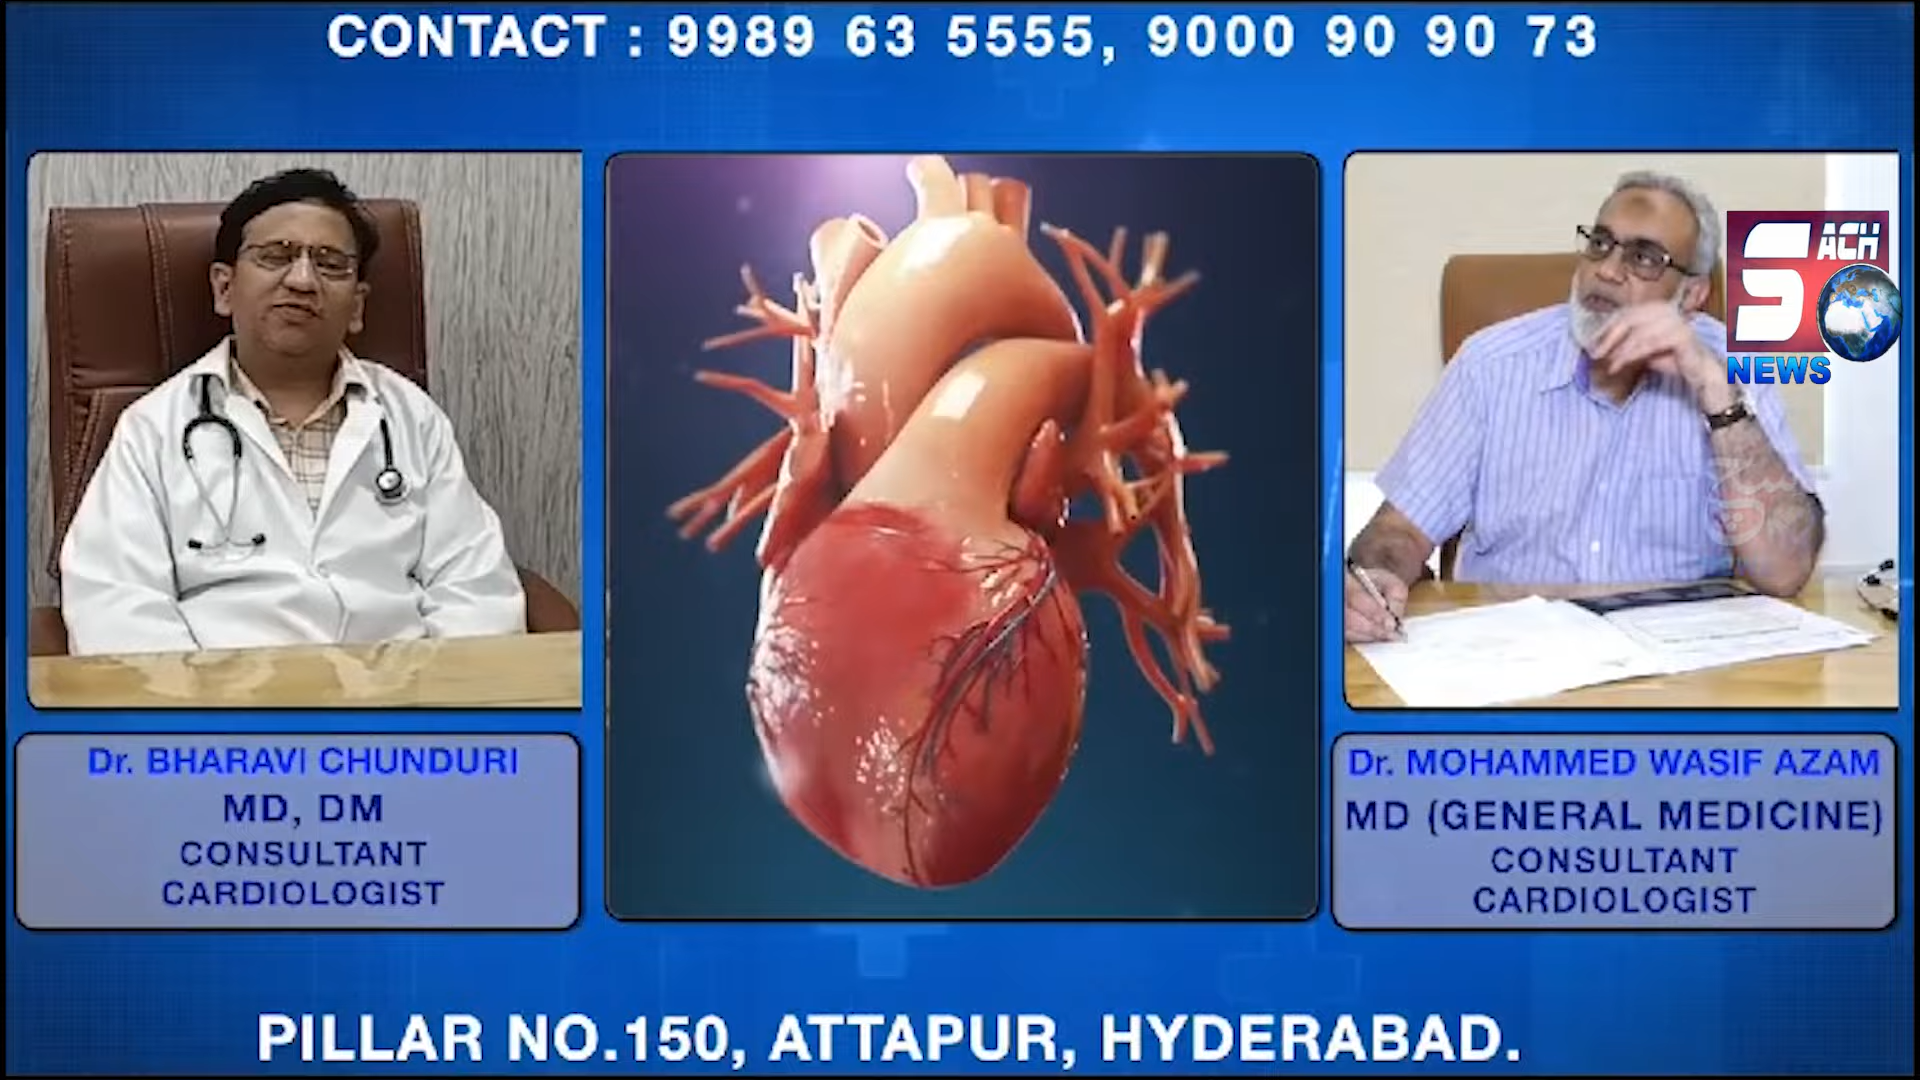 CONTACT : 9989 63 5555, 9000 90 90 73
SACH
NEWS
Dr. BHARAVI CHUNDURI
MD, DM
CONSULTANT
CARDIOLOGIST
Dr. MOHAMMED WASIF AZAM
MD (GENERAL MEDICINE)
CONSULTANT
CARDIOLOGIST
PILLAR NO.150, ATTAPUR, HYDERABAD.